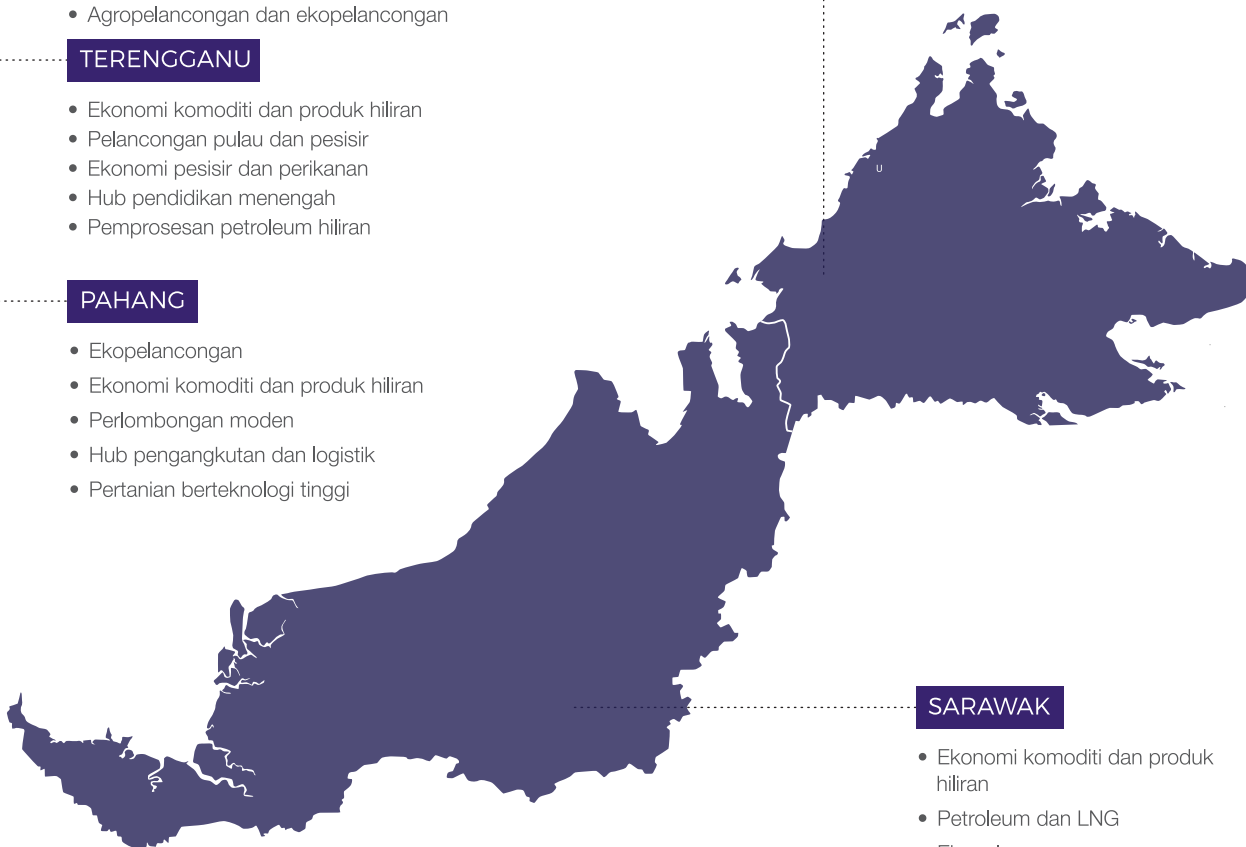 • Agropelancongan dan ekopelancongan
TERENGGANU
• Ekonomi komoditi dan produk hiliran
• Pelancongan pulau dan pesisir
• Ekonomi pesisir dan perikanan
• Hub pendidikan menengah
• Pemprosesan petroleum hiliran
PAHANG
• Ekopelancongan
• Ekonomi komoditi dan produk hiliran
• Perlombongan moden
• Hub pengangkutan dan logistik
• Pertanian berteknologi tinggi
U
SARAWAK
• Ekonomi komoditi dan produk
hiliran
• Petroleum dan LNG